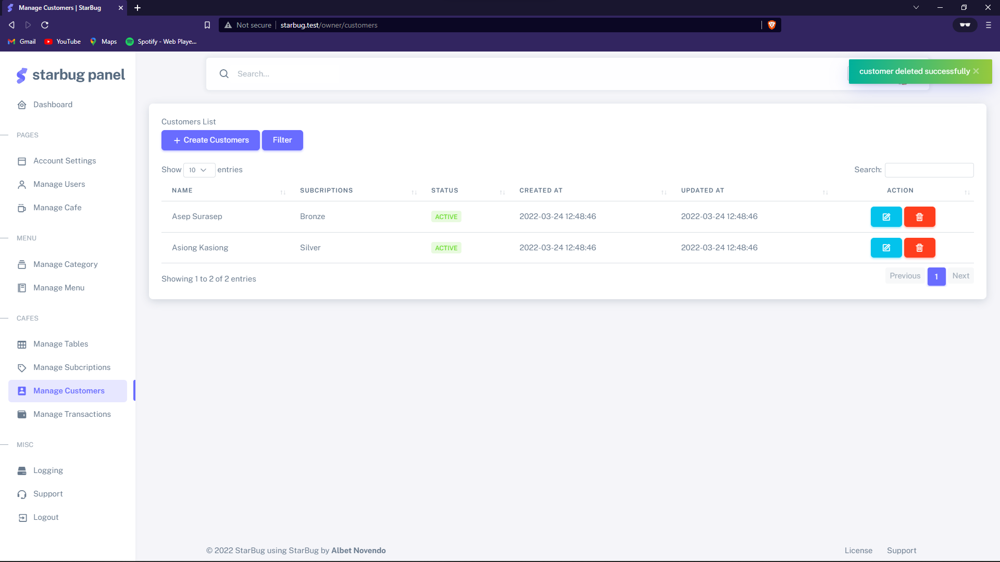 Manage Customers | StarBug
Not secure starbug.test/owner/customers
Gmail YouTube Maps Spotify - Web Playe...
starbug panel
Search...
customer deleted successfully
Dashboard
PAGES
Account Settings
Manage Users
Manage Cafe
MENU
Manage Category
Manage Menu
CAFES
Manage Tables
Manage Subcriptions
Manage Customers
Manage Transactions
MISC
Logging
Support
Logout
Customers List
Create Customers Filter
Show 10 entries Search:
NAME SUBCRIPTIONS STATUS CREATED AT UPDATED AT ACTION
Asep Surasep Bronze ACTIVE 2022-03-24 12:48:46 2022-03-24 12:48:46
Asiong Kasiong Silver ACTIVE 2022-03-24 12:48:46 2022-03-24 12:48:46
Showing 1 to 2 of 2 entries Previous 1 Next
© 2022 StarBug using StarBug by Albet Novendo License Support